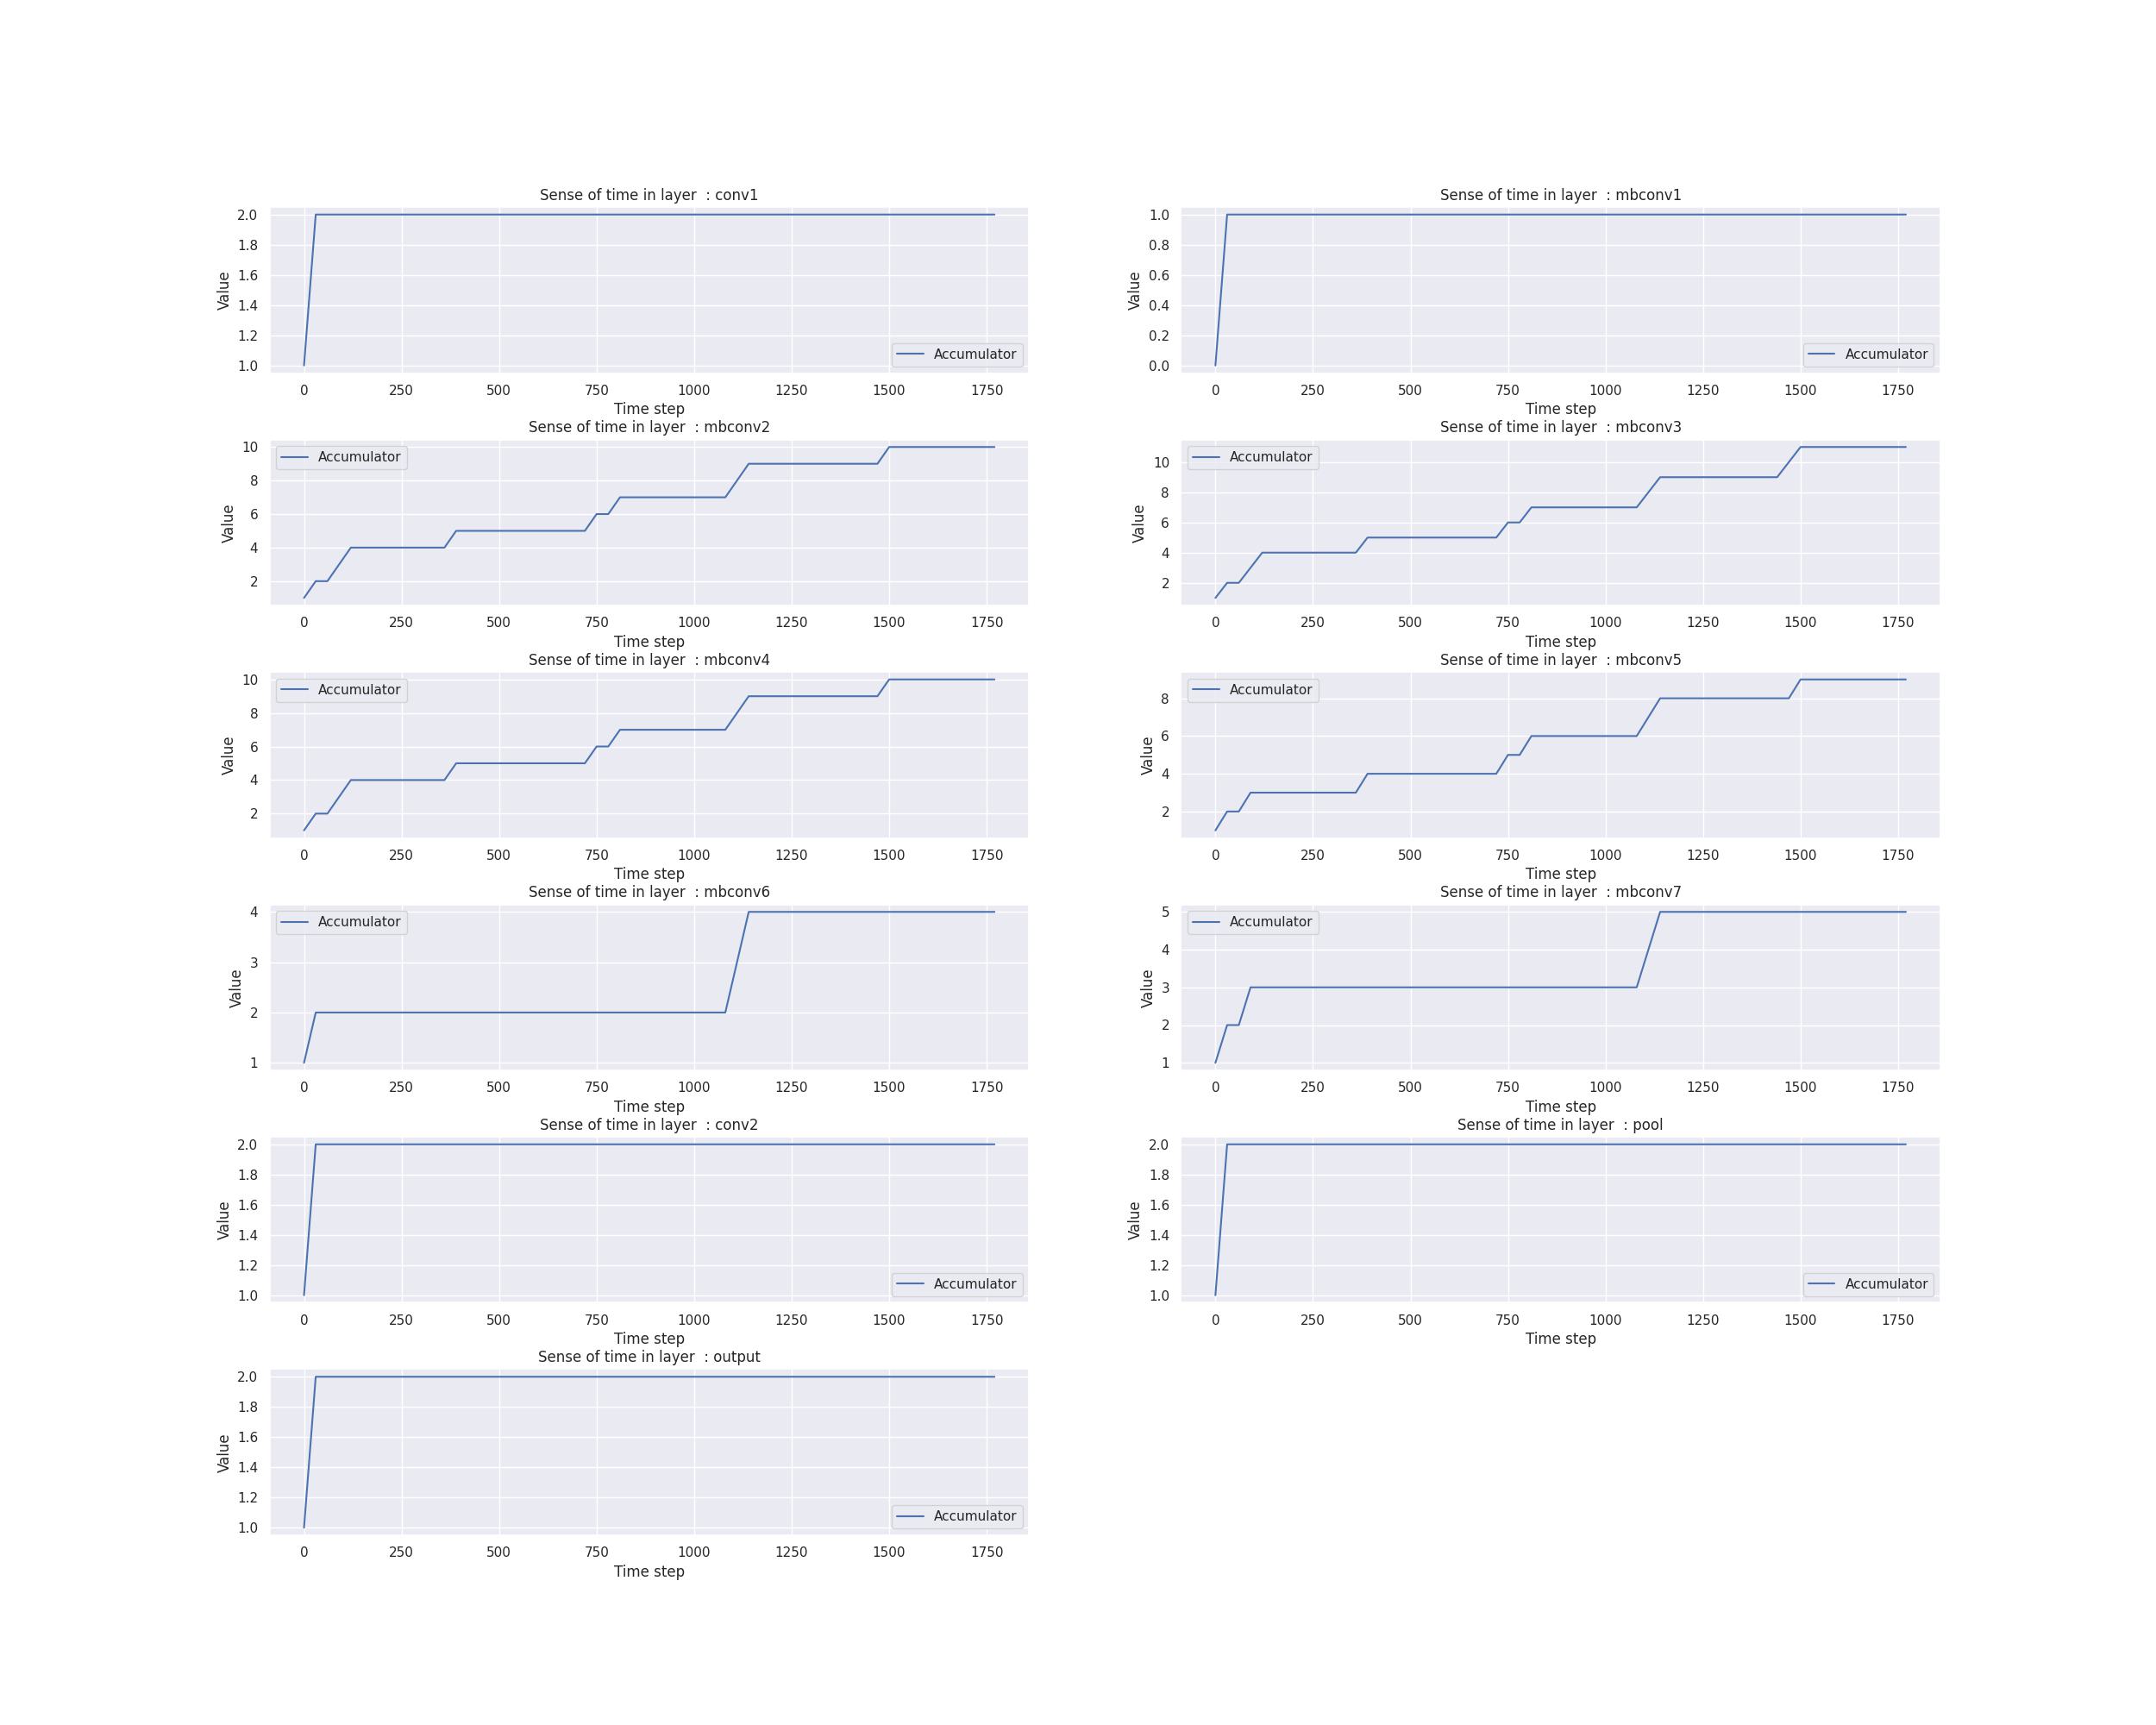 Sense of time in layer  : conv1
Value
2.0
1.8
1.6
1.4
1.2
1.0
Accumulator
0 250 500 750 1000 1250 1500 1750
Time step
Sense of time in layer  : mbconv1
Value
1.0
0.8
0.6
0.4
0.2
0.0
Accumulator
0 250 500 750 1000 1250 1500 1750
Time step
Sense of time in layer  : mbconv2
Value
10
8
6
4
2
Accumulator
0 250 500 750 1000 1250 1500 1750
Time step
Sense of time in layer  : mbconv3
Value
10
8
6
4
2
Accumulator
0 250 500 750 1000 1250 1500 1750
Time step
Sense of time in layer  : mbconv4
Value
10
8
6
4
2
Accumulator
0 250 500 750 1000 1250 1500 1750
Time step
Sense of time in layer  : mbconv5
Value
8
6
4
2
Accumulator
0 250 500 750 1000 1250 1500 1750
Time step
Sense of time in layer  : mbconv6
Value
4
3
2
1
Accumulator
0 250 500 750 1000 1250 1500 1750
Time step
Sense of time in layer  : mbconv7
Value
5
4
3
2
1
Accumulator
0 250 500 750 1000 1250 1500 1750
Time step
Sense of time in layer  : conv2
Value
2.0
1.8
1.6
1.4
1.2
1.0
Accumulator
0 250 500 750 1000 1250 1500 1750
Time step
Sense of time in layer  : pool
Value
2.0
1.8
1.6
1.4
1.2
1.0
Accumulator
0 250 500 750 1000 1250 1500 1750
Time step
Sense of time in layer  : output
Value
2.0
1.8
1.6
1.4
1.2
1.0
Accumulator
0 250 500 750 1000 1250 1500 1750
Time step